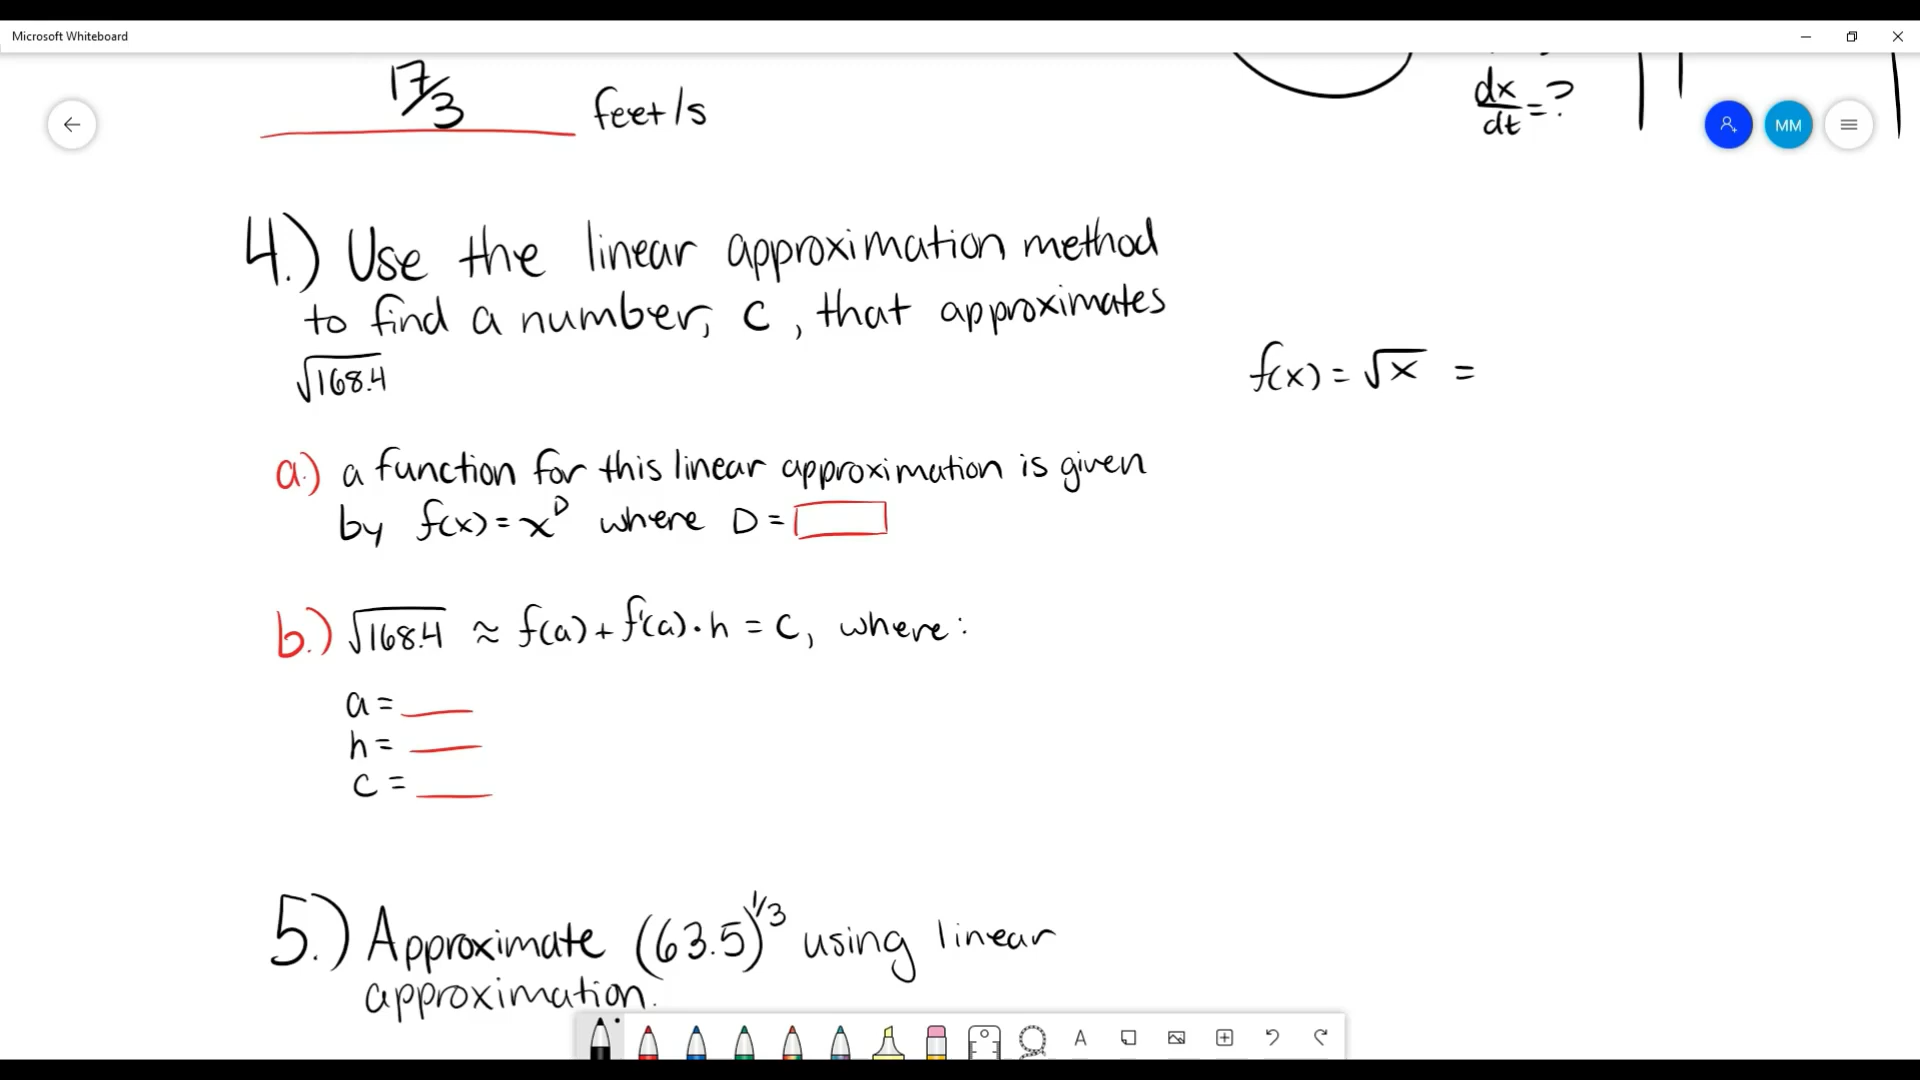 Microsoft Whiteboard
17/3 feet/s
dx/dt = ?
MM
4.) Use the linear approximation method
to find a number, C, that approximates
√168.4
f(x) = √x =
a.) a function for this linear approximation is given
by f(x) = x^D where D =
b.) √168.4 ≈ f(a) + f'(a) · h = C, where:
a =
h =
C =
5.) Approximate (63.5)^1/3 using linear
approximation.
A